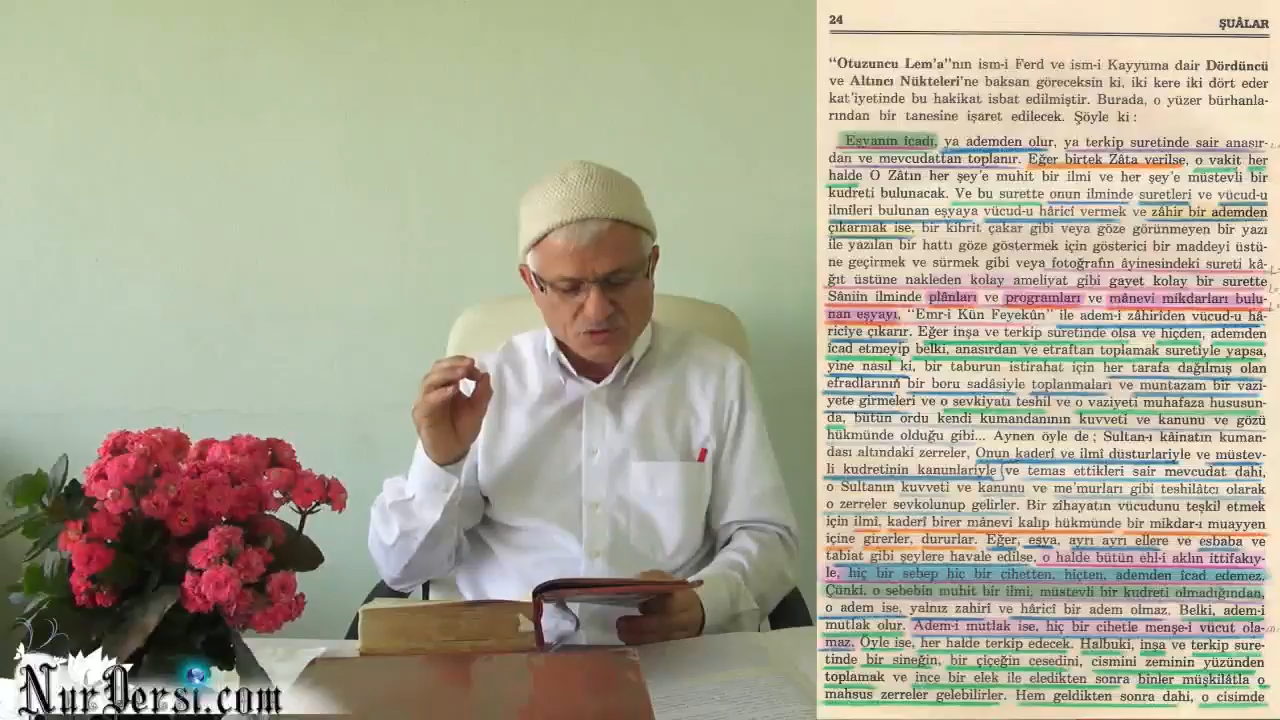 24
ŞUÂLAR
"Otuzuncu Lem'a"nın ism-i Ferd ve ism-i Kayyuma dair Dördüncü
ve Altıncı Nükteleri'ne baksan göreceksin ki, iki kere iki dört eder
kat'iyetinde bu hakikat isbat edilmiştir. Burada, o yüzer bürhanla-
rından bir tanesine işaret edilecek. Şöyle ki :
Eşyanın îcadı, ya ademden olur, ya terkip suretinde sair anasır-
dan ve mevcudattan toplanır. Eğer birtek Zâta verilse, o vakit her
halde O Zâtın her şey'e muhit bir ilmi ve her şey'e müstevli bir
kudreti bulunacak. Ve bu surette onun ilminde suretleri ve vücud-u
ilmîleri bulunan eşyaya vücud-u hâricî vermek ve zâhir bir ademden
çıkarmak ise, bir kibrit çakar gibi veya göze görünmeyen bir yazı
ile yazılan bir hattı göze göstermek için gösterici bir maddeyi üstü-
ne geçirmek ve sürmek gibi veya fotoğrafın âyinesindeki sureti kâ-
ğıt üstüne nakleden kolay ameliyat gibi gayet kolay bir surette
Sâniin ilminde plânları ve programları ve mânevi mikdarları bulu-
nan eşyayı, "Emr-i Kün Feyekûn" ile adem-i zâhiriden vücud-u hâ-
riciye çıkarır. Eğer inşa ve terkip suretinde olsa ve hiçden, ademden
îcad etmeyip belki, anasırdan ve etraftan toplamak suretiyle yapsa,
yine nasıl ki, bir taburun istirahat için her tarafa dağılmış olan
efradlarının bir boru sadâsiyle toplanmaları ve muntazam bir vazi-
yete girmeleri ve o sevkiyatı teshil ve o vaziyeti muhafaza hususun-
da, bütün ordu kendi kumandanının kuvveti ve kanunu ve gözü
hükmünde olduğu gibi... Aynen öyle de ; Sultan-ı kâinatın kuman-
dası altındaki zerreler, Onun kaderî ve ilmî düsturlariyle ve müstev-
li kudretinin kanunlariyle ve temas ettikleri sair mevcudat dahi,
o Sultanın kuvveti ve kanunu ve me'murları gibi teshilâtcı olarak
o zerreler sevkolunup gelirler. Bir zîhayatın vücudunu teşkil etmek
için ilmî, kaderî birer mânevi kalıp hükmünde bir mikdar-ı muayyen
içine girerler, dururlar. Eğer, eşya, ayrı ayrı ellere ve esbaba ve
tabiat gibi şeylere havale edilse, o halde bütün ehl-i aklın ittifakıy-
le, hiç bir sebep hiç bir cihetten, hiçten, ademden îcad edemez.
Çünki, o sebebin muhit bir ilmi, müstevli bir kudreti olmadığından,
o adem ise, yalnız zahirî ve hâricî bir adem olmaz. Belki, adem-i
mutlak olur. Adem-i mutlak ise, hiç bir cihetle menşe-i vücut ola-
maz. Öyle ise, her halde terkip edecek. Halbuki, inşa ve terkip sure-
tinde bir sineğin, bir çiçeğin cesedini, cismini zeminin yüzünden
toplamak ve ince bir elek ile eledikten sonra binler müşkilâtla o
mahsus zerreler gelebilirler. Hem geldikten sonra dahi, o cisimde
NurDersi.com